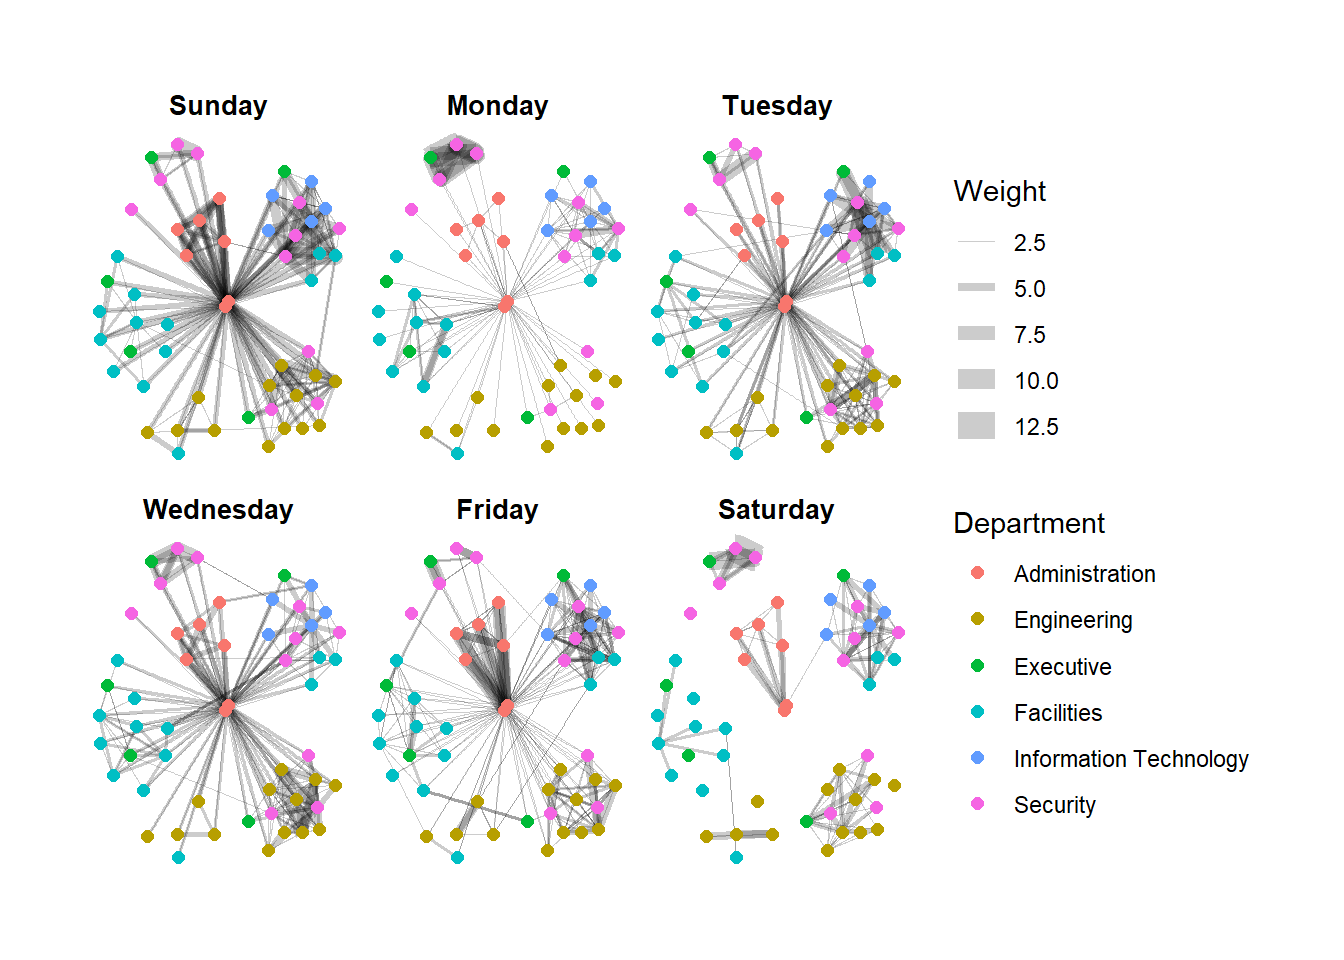 Sunday
Monday
Tuesday
Wednesday
Friday
Saturday
Weight
2.5
5.0
7.5
10.0
12.5
Department
Administration
Engineering
Executive
Facilities
Information Technology
Security